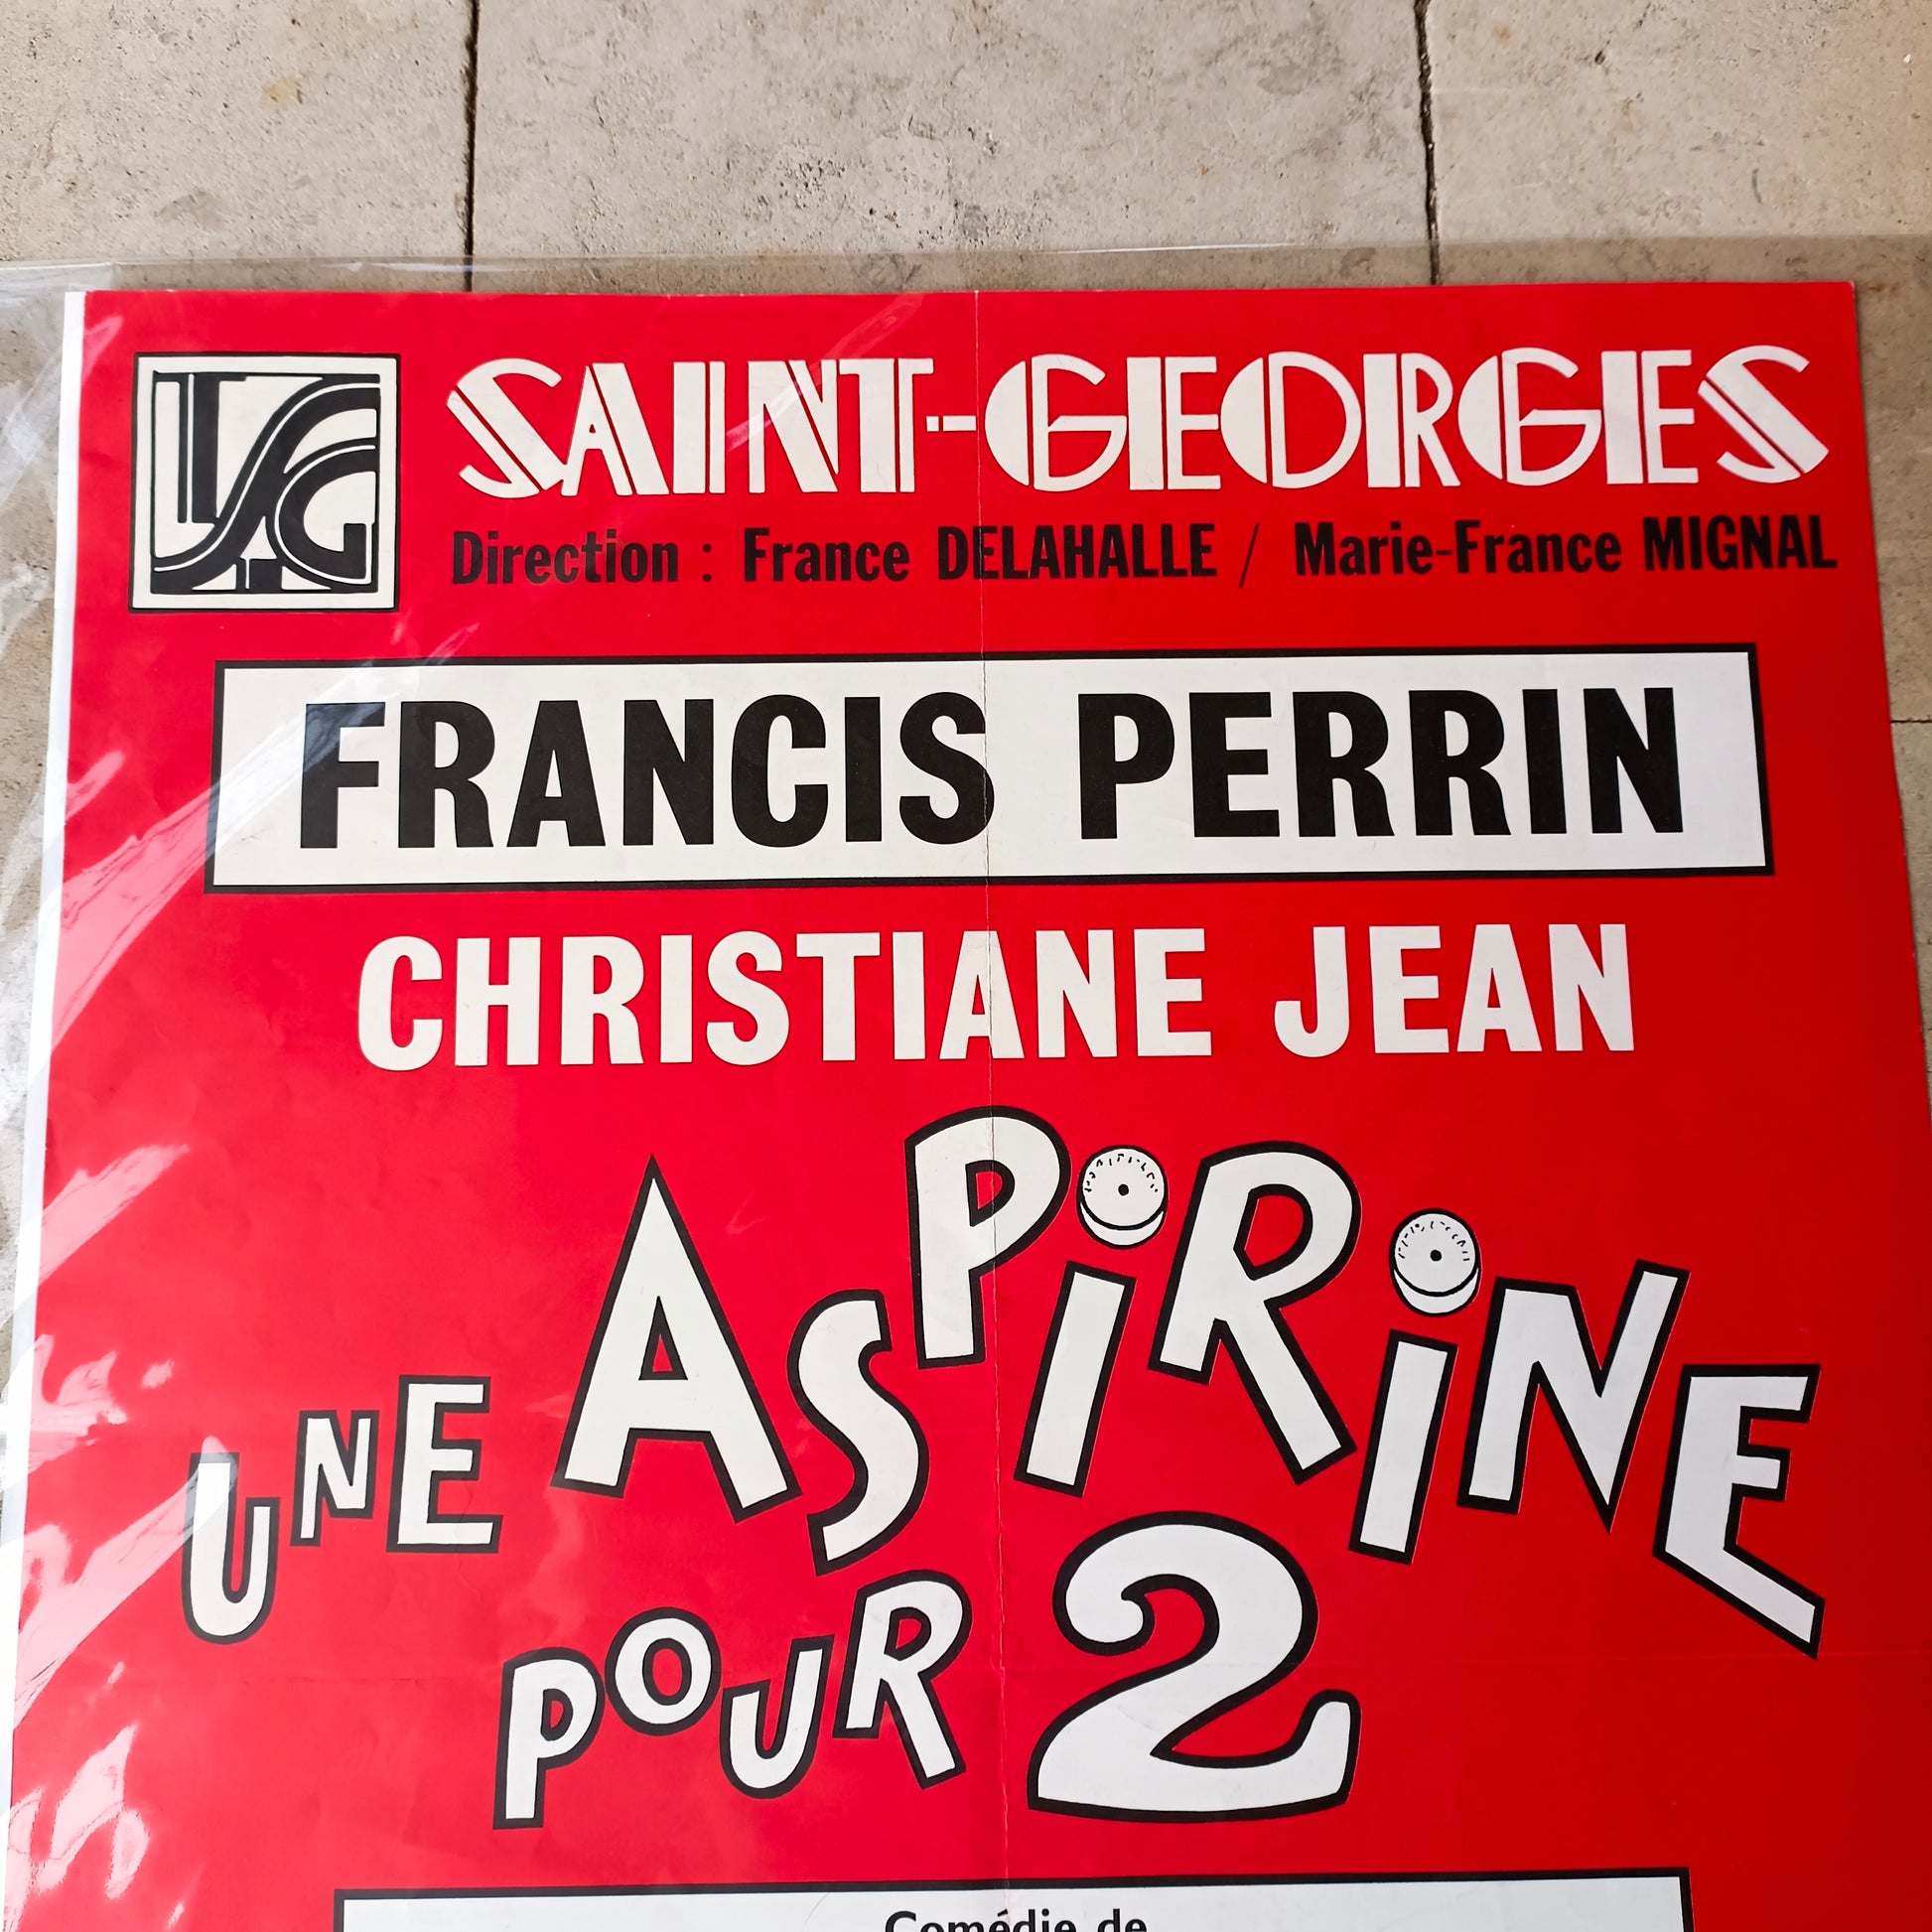 TSG
SAINT-GEORGES
Direction : France DELAHALLE / Marie-France MIGNAL
FRANCIS PERRIN
CHRISTIANE JEAN
UNE ASPiRiNE
POUR 2
Comédie de